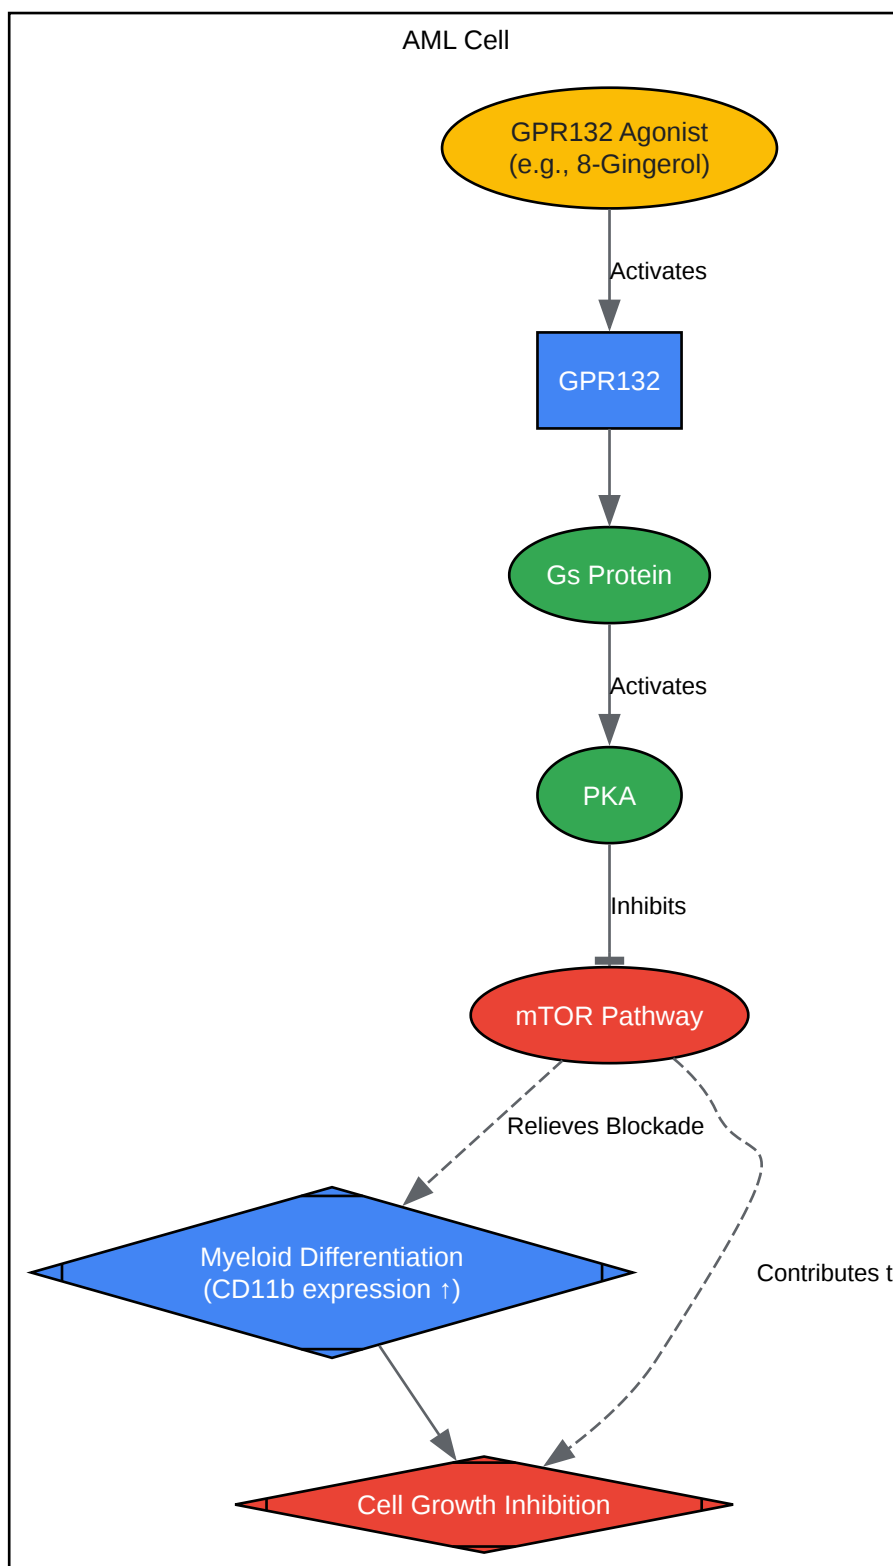 AML Cell
GPR132 Agonist
(e.g., 8-Gingerol)
Activates
GPR132
Gs Protein
Activates
PKA
Inhibits
mTOR Pathway
Relieves Blockade
Myeloid Differentiation
(CD11b expression ↑)
Contributes t
Cell Growth Inhibition